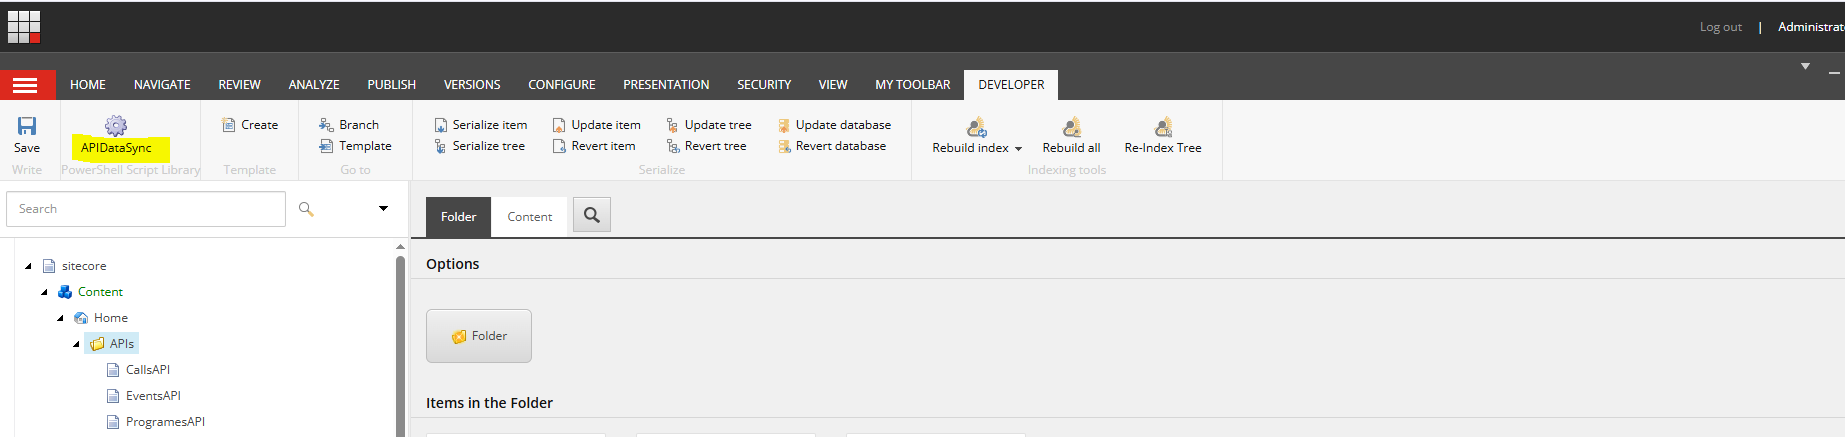 Log out | Administrat
HOME NAVIGATE REVIEW ANALYZE PUBLISH VERSIONS CONFIGURE PRESENTATION SECURITY VIEW MY TOOLBAR DEVELOPER
Create Branch Serialize item Update item Update tree Update database
Save APIDataSync Template Serialize tree Revert item Revert tree Revert database Rebuild index Rebuild all Re-Index Tree
Write PowerShell Script Library Template Go to Serialize Indexing tools
Search Folder Content
sitecore Options
Content
Home
Folder
APIs
CallsAPI
EventsAPI Items in the Folder
ProgramesAPI